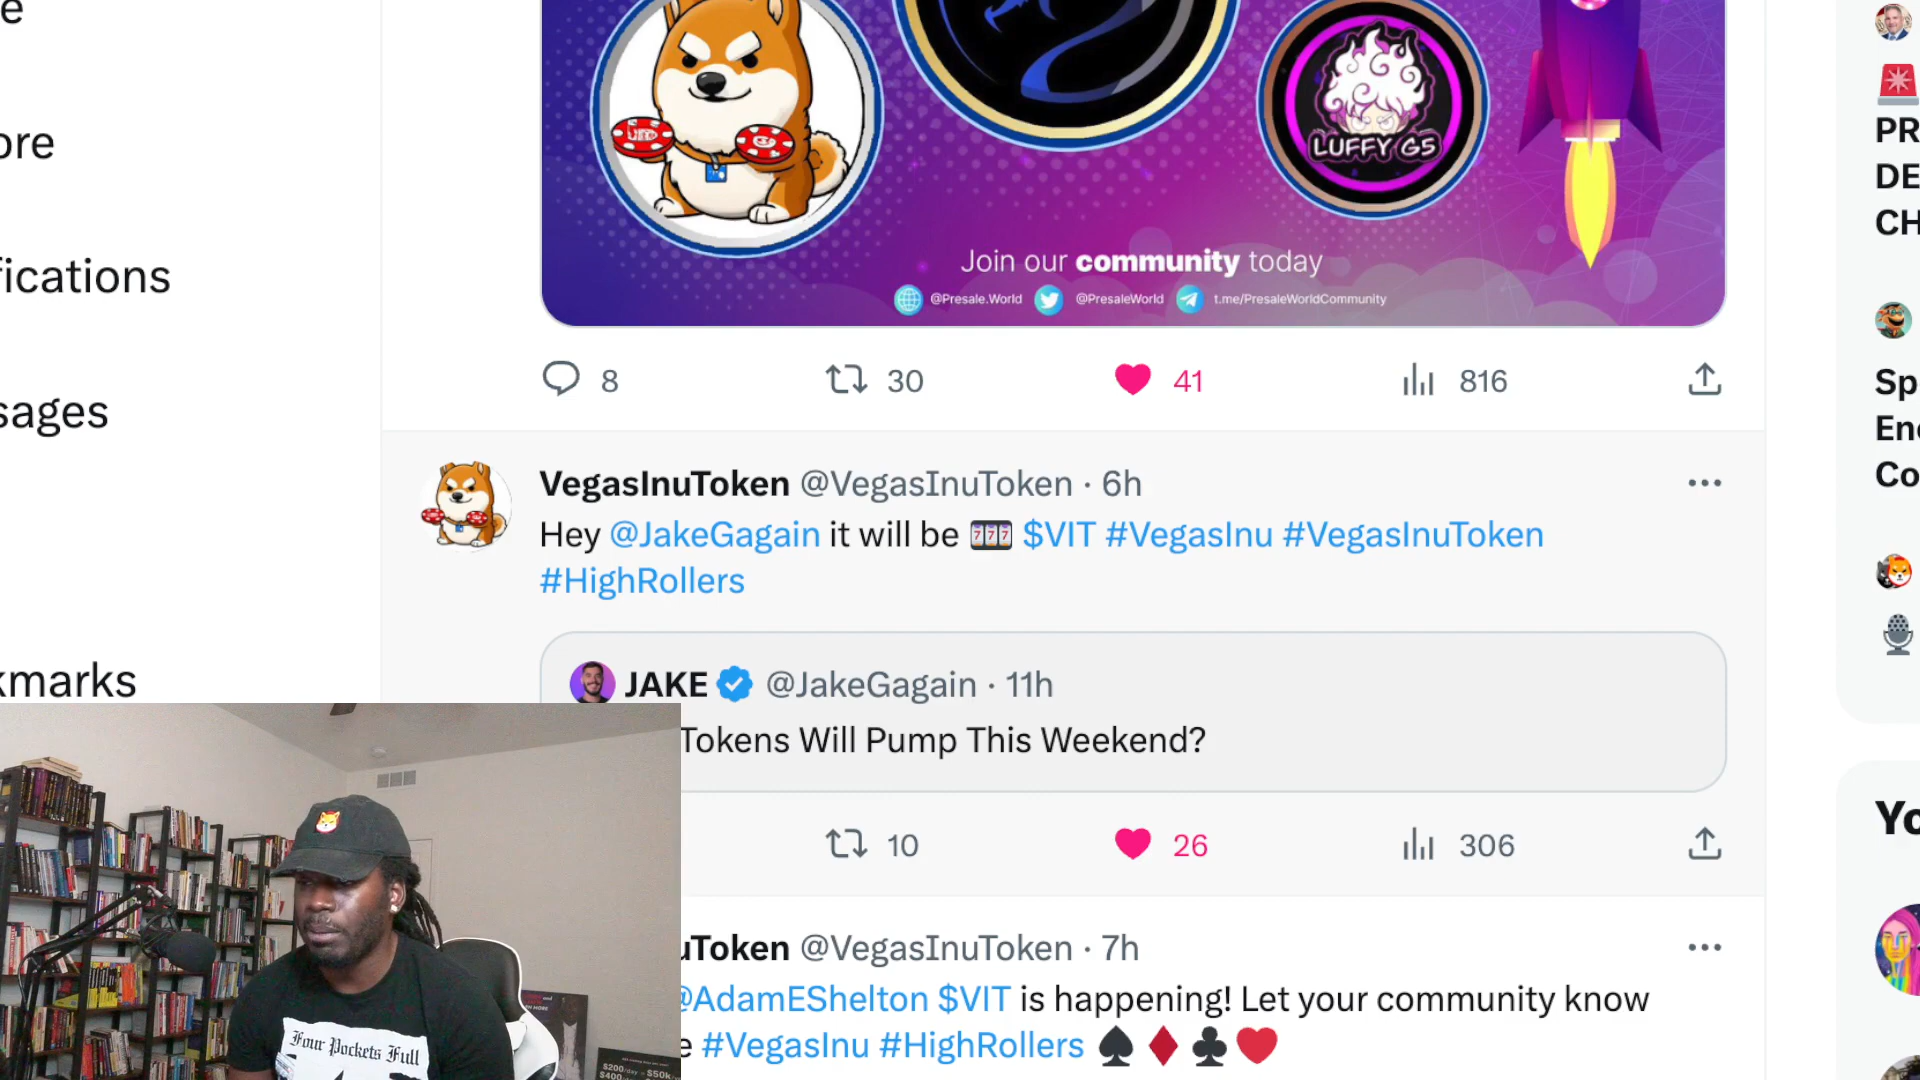 e
ore
fications
sages
kmarks
LUFFY G5
Join our community today
@Presale.World @PresaleWorld t.me/PresaleWorldCommunity
8 30 41 816
VegasInuToken @VegasInuToken · 6h
Hey @JakeGagain it will be 777 $VIT #VegasInu #VegasInuToken
#HighRollers
JAKE @JakeGagain · 11h
Tokens Will Pump This Weekend?
10 26 306
uToken @VegasInuToken · 7h
@AdamEShelton $VIT is happening! Let your community know
e #VegasInu #HighRollers
PR
DE
CH
Sp
End
Co
Yo
Four Pockets Full
$200/day
$50k
$400